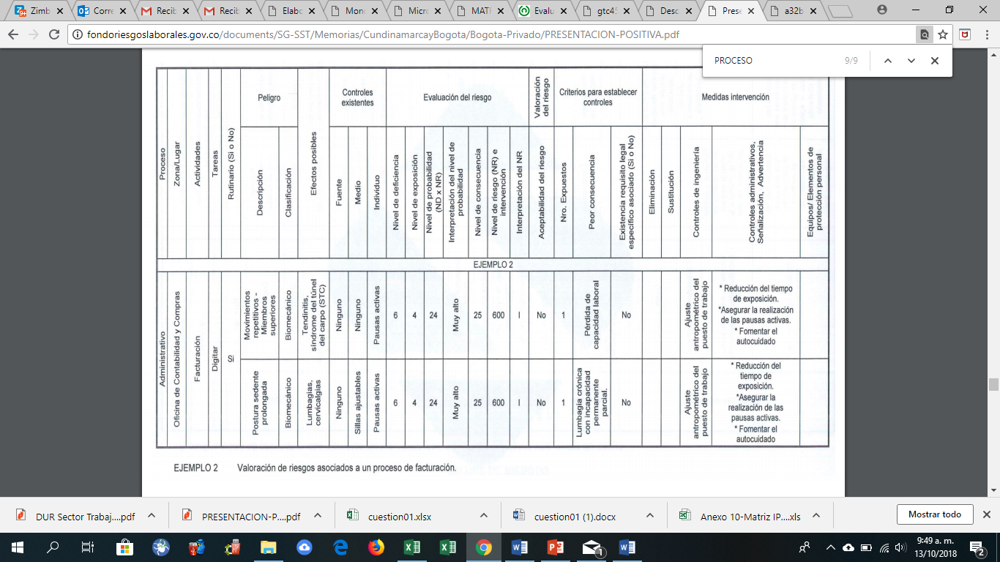 Zimb
Corre
Recib
Recib
Elabo
Mono
Micro
MATI
Evalu
gtc45
Desc
Prese
a32b
fondoriesgoslaborales.gov.co/documents/SG-SST/Memorias/CundinamarcayBogota/Bogota-Privado/PRESENTACION-POSITIVA.pdf
PROCESO 9/9
Proceso
Zona/Lugar
Actividades
Tareas
Rutinario (Si o No)
Peligro
Descripción
Clasificación
Efectos posibles
Controles
existentes
Fuente
Medio
Individuo
Evaluación del riesgo
Nivel de deficiencia
Nivel de exposición
Nivel de probabilidad
(ND x NR)
Interpretación del nivel de
probabilidad
Nivel de consecuencia
Nivel de riesgo (NR) e
intervención
Interpretación del NR
Valoración
del riesgo
Aceptabilidad del riesgo
Criterios para establecer
controles
Nro. Expuestos
Peor consecuencia
Existencia requisito legal
específico asociado (Si o No)
Medidas intervención
Eliminación
Sustitución
Controles de ingeniería
Controles administrativos,
Señalización, Advertencia
Equipos/ Elementos de
protección personal
EJEMPLO 2
Administrativo
Oficina de Contabilidad y Compras
Facturación
Digitar
Si
Movimientos
repetitivos -
Miembros
superiores
Biomecánico
Tendinitis,
síndrome del túnel
del carpo (STC)
Ninguno
Ninguno
Pausas activas
6
4
24
Muy alto
25
600
I
No
1
Pérdida de
capacidad laboral
No
Ajuste
antropométrico del
puesto de trabajo
* Reducción del tiempo
de exposición.
*Asegurar la realización
de las pausas activas.
* Fomentar el
autocuidado
Postura sedente
prolongada
Biomecánico
Lumbagias,
cervicalgias
Ninguno
Sillas ajustables
Pausas activas
6
4
24
Muy alto
25
600
I
No
1
Lumbagia crónica
con incapacidad
permanente
parcial.
No
Ajuste
antropométrico del
puesto de trabajo
* Reducción del
tiempo de
exposición.
*Asegurar la
realización de las
pausas activas.
* Fomentar el
autocuidado
EJEMPLO 2 Valoración de riesgos asociados a un proceso de facturación.
DUR Sector Trabaj....pdf
PRESENTACION-P....pdf
cuestion01.xlsx
cuestion01 (1).docx
Anexo 10-Matriz IP....xls
Mostrar todo
9:49 a. m.
13/10/2018
1
2